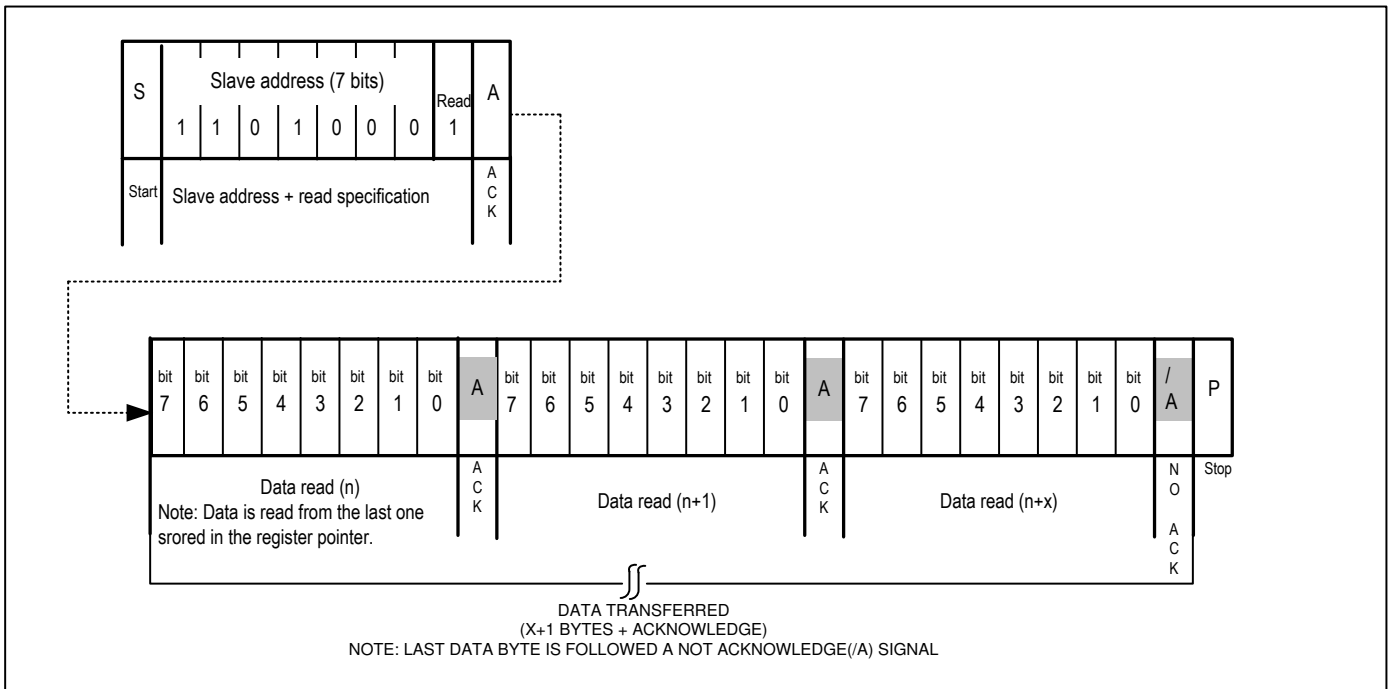 S Slave address (7 bits) Read A
1 1 0 1 0 0 0 1
Start Slave address + read specification A C K
bit bit bit bit bit bit bit bit A bit bit bit bit bit bit bit bit A bit bit bit bit bit bit bit bit / A P
7 6 5 4 3 2 1 0 7 6 5 4 3 2 1 0 7 6 5 4 3 2 1 0
A C K A C K N O A C K Stop
Data read (n) Data read (n+1) Data read (n+x)
Note: Data is read from the last one
srored in the register pointer.
DATA TRANSFERRED
(X+1 BYTES + ACKNOWLEDGE)
NOTE: LAST DATA BYTE IS FOLLOWED A NOT ACKNOWLEDGE(/A) SIGNAL